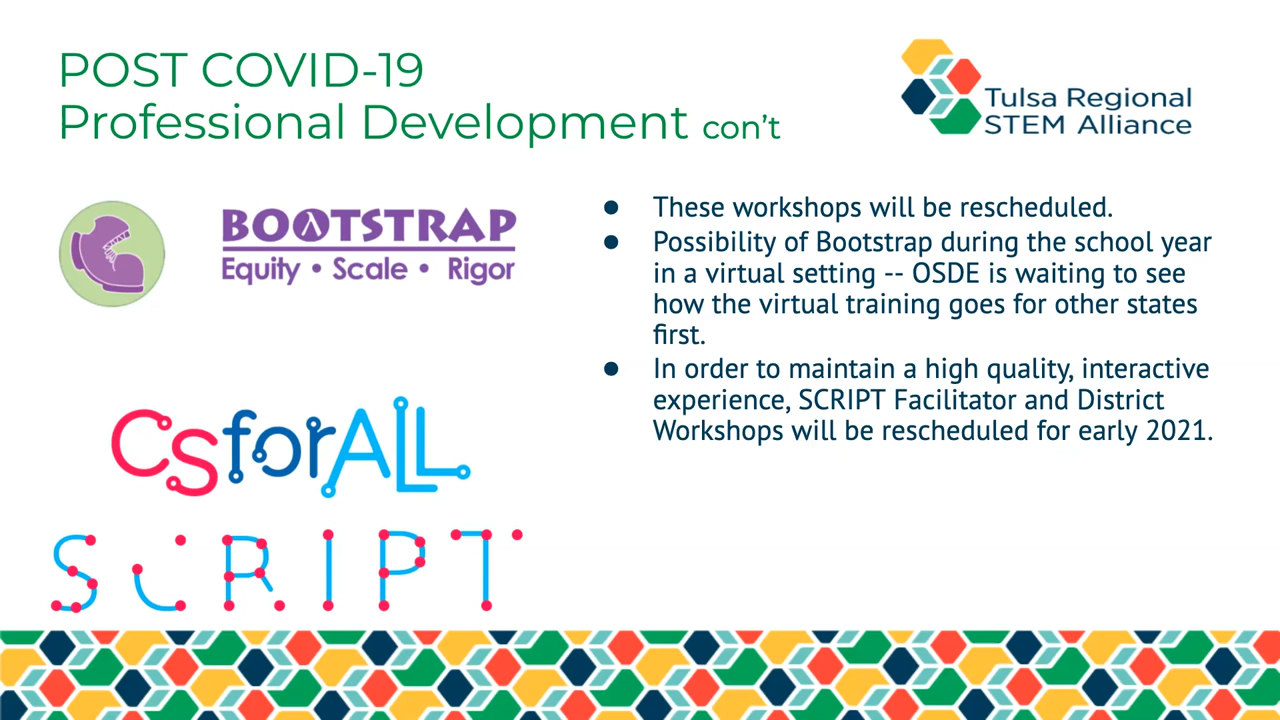 POST COVID-19
Professional Development con't
Tulsa Regional
STEM Alliance
BOOTSTRAP
Equity • Scale • Rigor
CSforALL
SCRIPT
● These workshops will be rescheduled.
● Possibility of Bootstrap during the school year
in a virtual setting -- OSDE is waiting to see
how the virtual training goes for other states
first.
● In order to maintain a high quality, interactive
experience, SCRIPT Facilitator and District
Workshops will be rescheduled for early 2021.